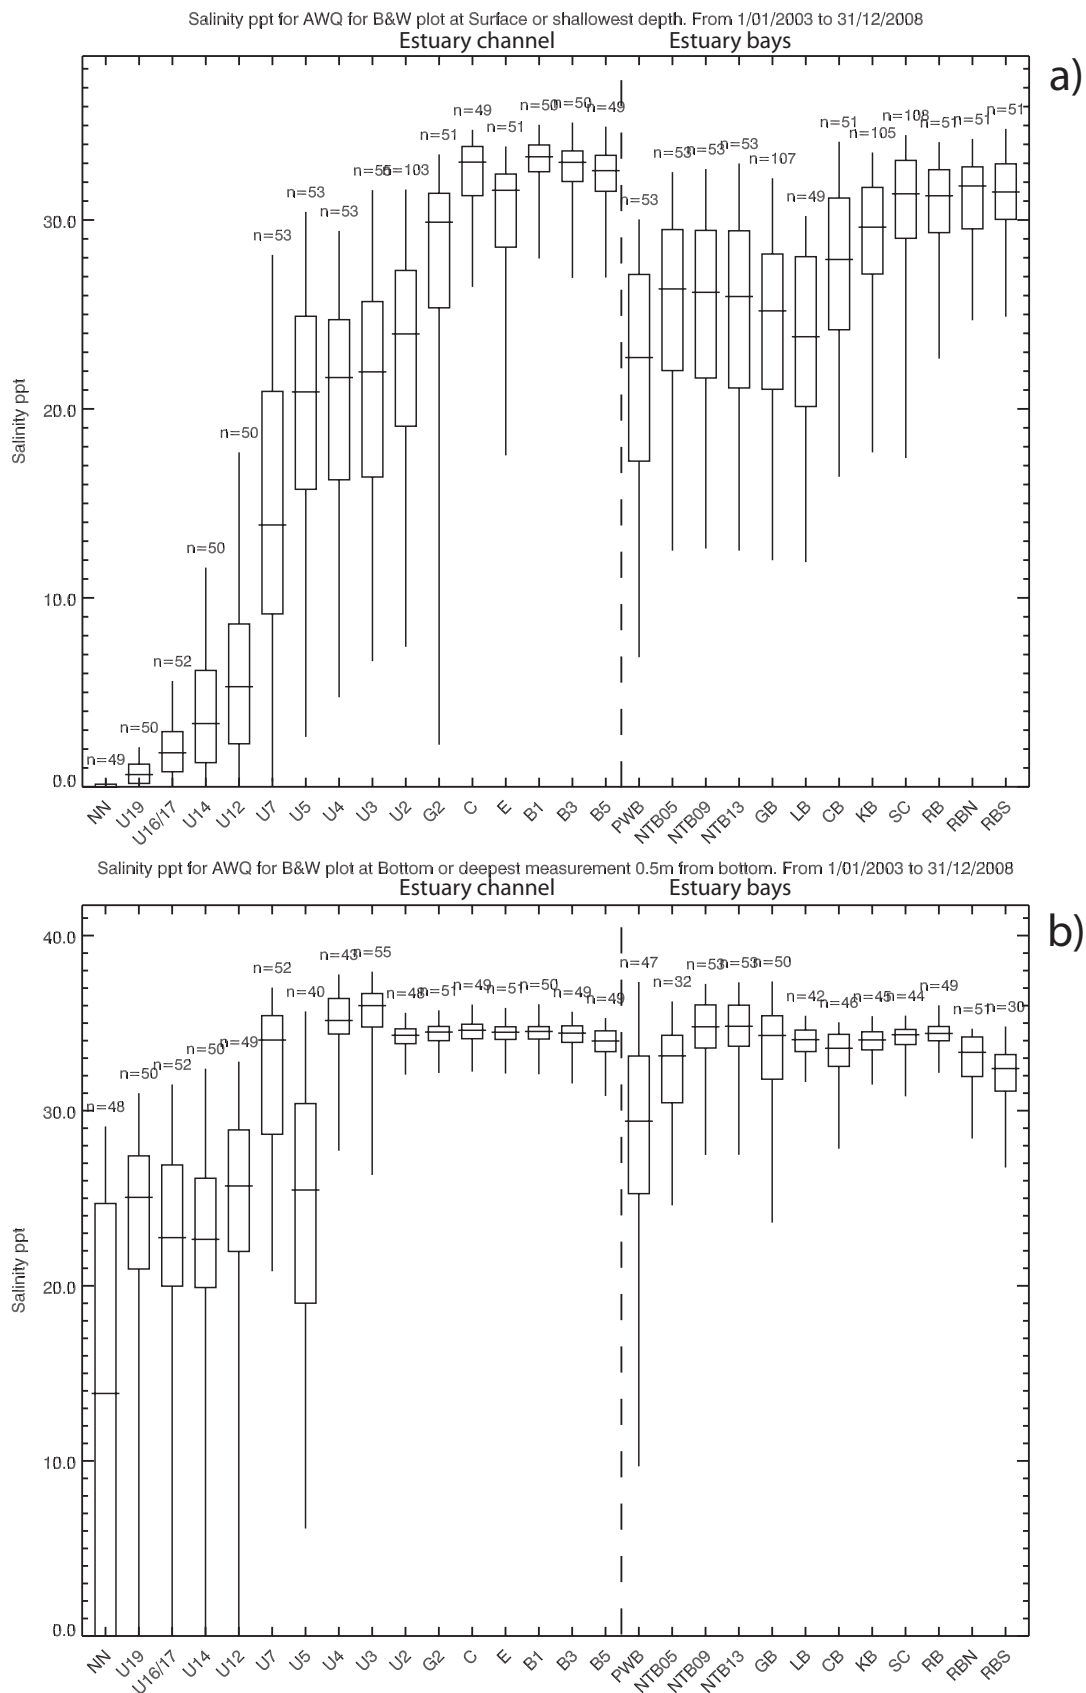 Salinity ppt for AWQ for B&W plot at Surface or shallowest depth. From 1/01/2003 to 31/12/2008
Estuary channel Estuary bays
a)
n=49 n=50 n=52 n=50 n=50 n=53 n=53 n=53 n=55 n=103 n=51 n=49 n=51 n=50 n=50 n=49 n=53 n=53 n=53 n=53 n=107 n=49 n=51 n=105 n=108 n=51 n=51 n=51
30.0
20.0
10.0
0.0
Salinity ppt
NN U19 U16/17 U14 U12 U7 U5 U4 U3 U2 G2 C E B1 B3 B5 PWB NTB05 NTB09 NTB13 GB LB CB KB SC RB RBN RBS
Salinity ppt for AWQ for B&W plot at Bottom or deepest measurement 0.5m from bottom. From 1/01/2003 to 31/12/2008
Estuary channel Estuary bays
b)
n=48 n=50 n=52 n=50 n=49 n=52 n=40 n=43 n=55 n=48 n=51 n=49 n=51 n=50 n=49 n=49 n=47 n=32 n=53 n=53 n=50 n=42 n=46 n=45 n=44 n=49 n=51 n=30
40.0
30.0
20.0
10.0
0.0
Salinity ppt
NN U19 U16/17 U14 U12 U7 U5 U4 U3 U2 G2 C E B1 B3 B5 PWB NTB05 NTB09 NTB13 GB LB CB KB SC RB RBN RBS